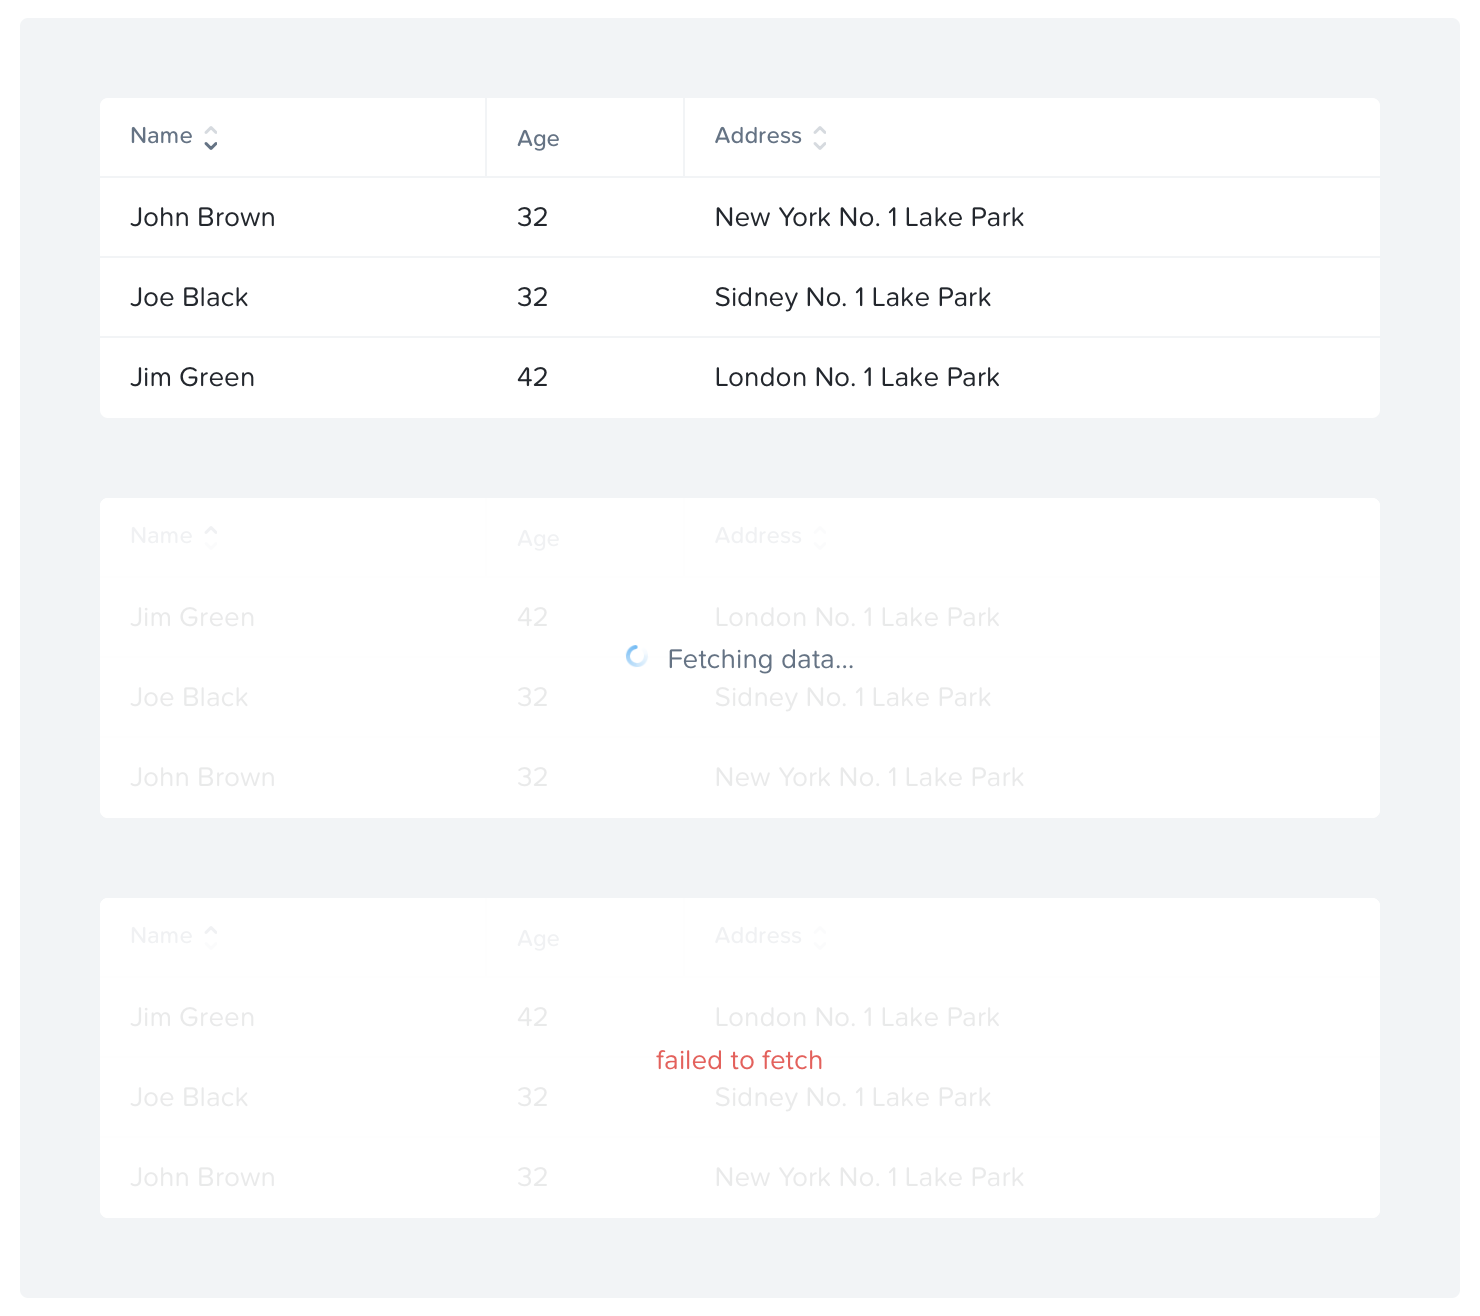 Name Age Address
John Brown 32 New York No. 1 Lake Park
Joe Black 32 Sidney No. 1 Lake Park
Jim Green 42 London No. 1 Lake Park
Name Age Address
Jim Green 42 London No. 1 Lake Park
Fetching data...
Joe Black 32 Sidney No. 1 Lake Park
John Brown 32 New York No. 1 Lake Park
Name Age Address
Jim Green 42 London No. 1 Lake Park
failed to fetch
Joe Black 32 Sidney No. 1 Lake Park
John Brown 32 New York No. 1 Lake Park